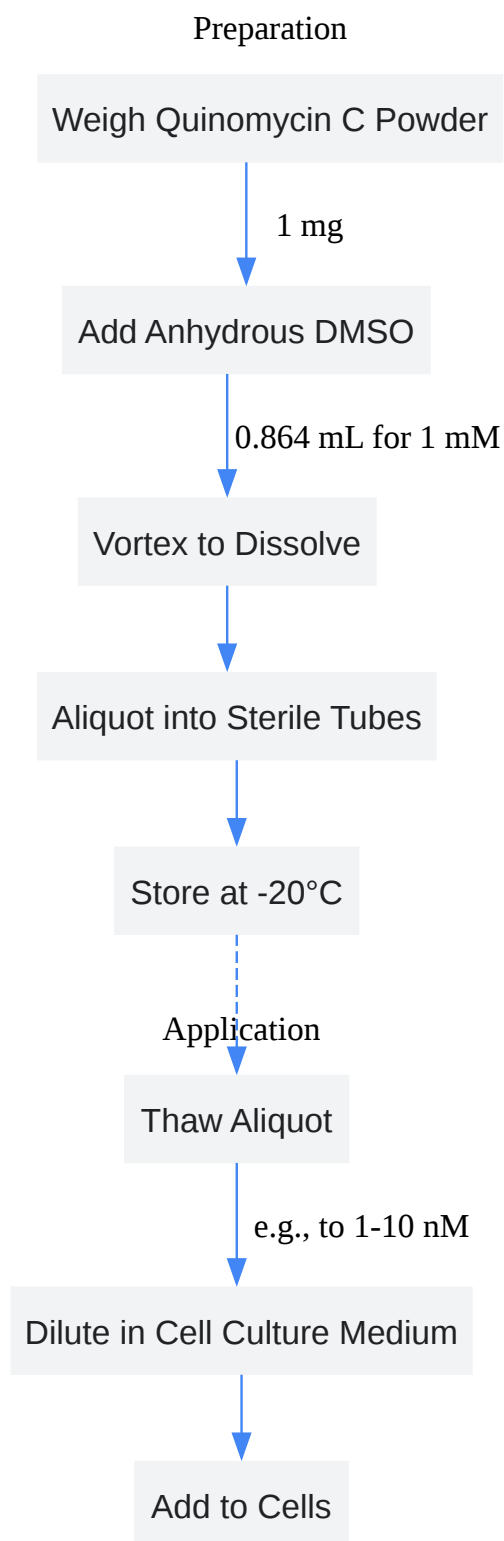 Preparation
Weigh Quinomycin C Powder
1 mg
Add Anhydrous DMSO
0.864 mL for 1 mM
Vortex to Dissolve
Aliquot into Sterile Tubes
Store at -20°C
Application
Thaw Aliquot
e.g., to 1-10 nM
Dilute in Cell Culture Medium
Add to Cells